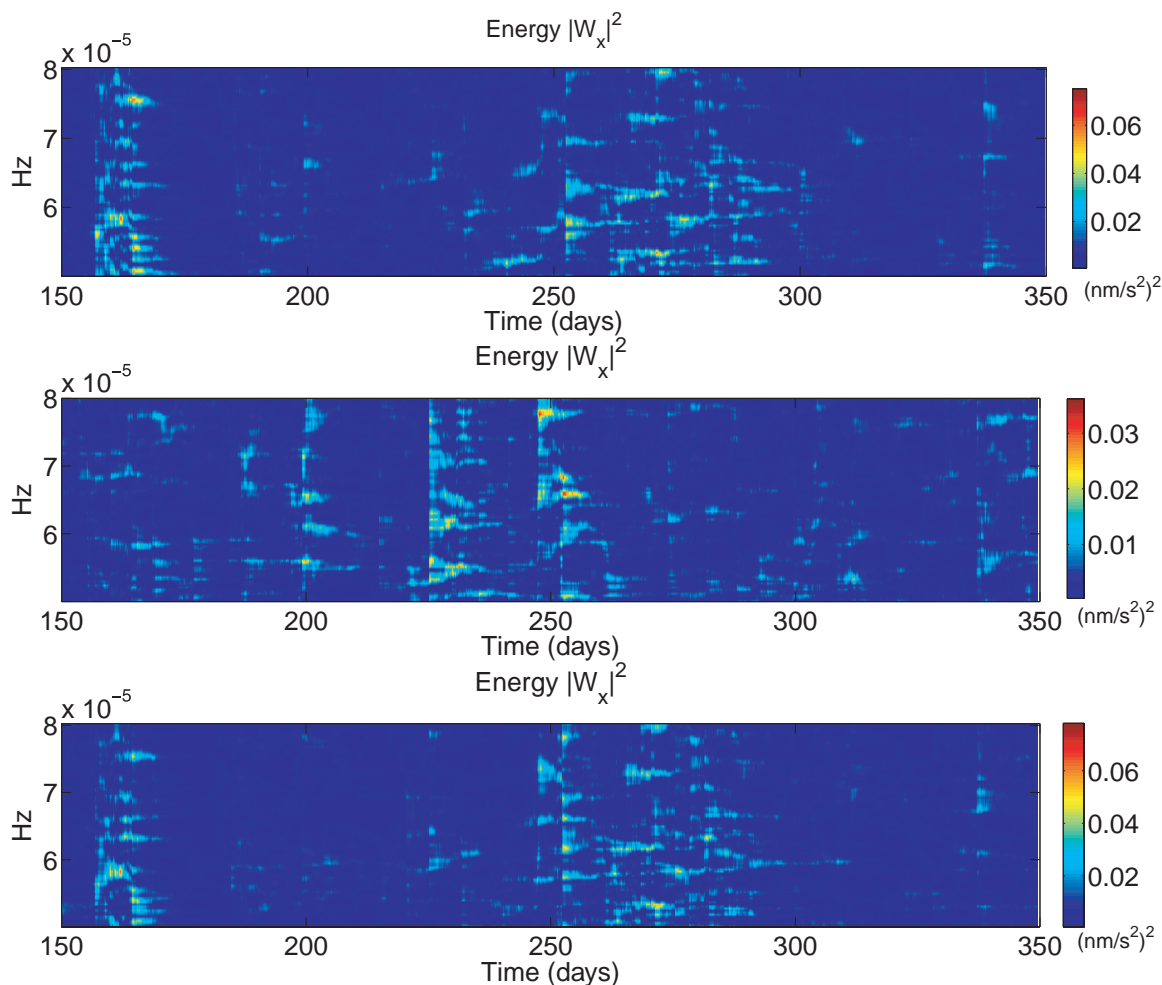 Energy |W_x|^2
8 x 10^−5
7
6
Hz
150 200 250 300 350
Time (days)
0.06
0.04
0.02
(nm/s^2)^2
Energy |W_x|^2
8 x 10^−5
7
6
Hz
150 200 250 300 350
Time (days)
0.03
0.02
0.01
(nm/s^2)^2
Energy |W_x|^2
8 x 10^−5
7
6
Hz
150 200 250 300 350
Time (days)
0.06
0.04
0.02
(nm/s^2)^2